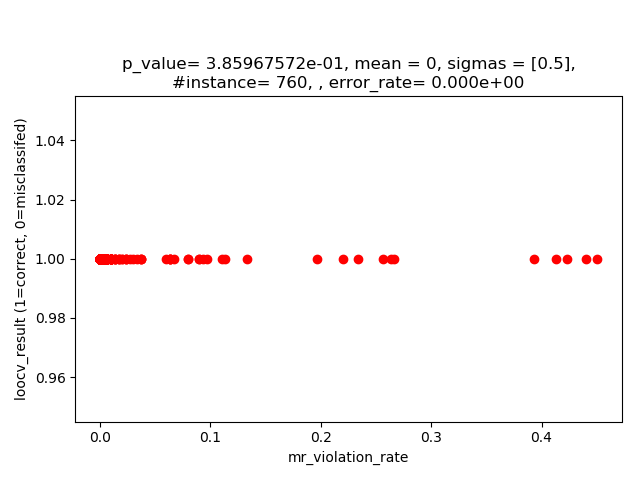 p_value= 3.85967572e-01, mean = 0, sigmas = [0.5],
#instance= 760, , error_rate= 0.000e+00
loocv_result (1=correct, 0=misclassifed)
1.04
1.02
1.00
0.98
0.96
0.0 0.1 0.2 0.3 0.4
mr_violation_rate